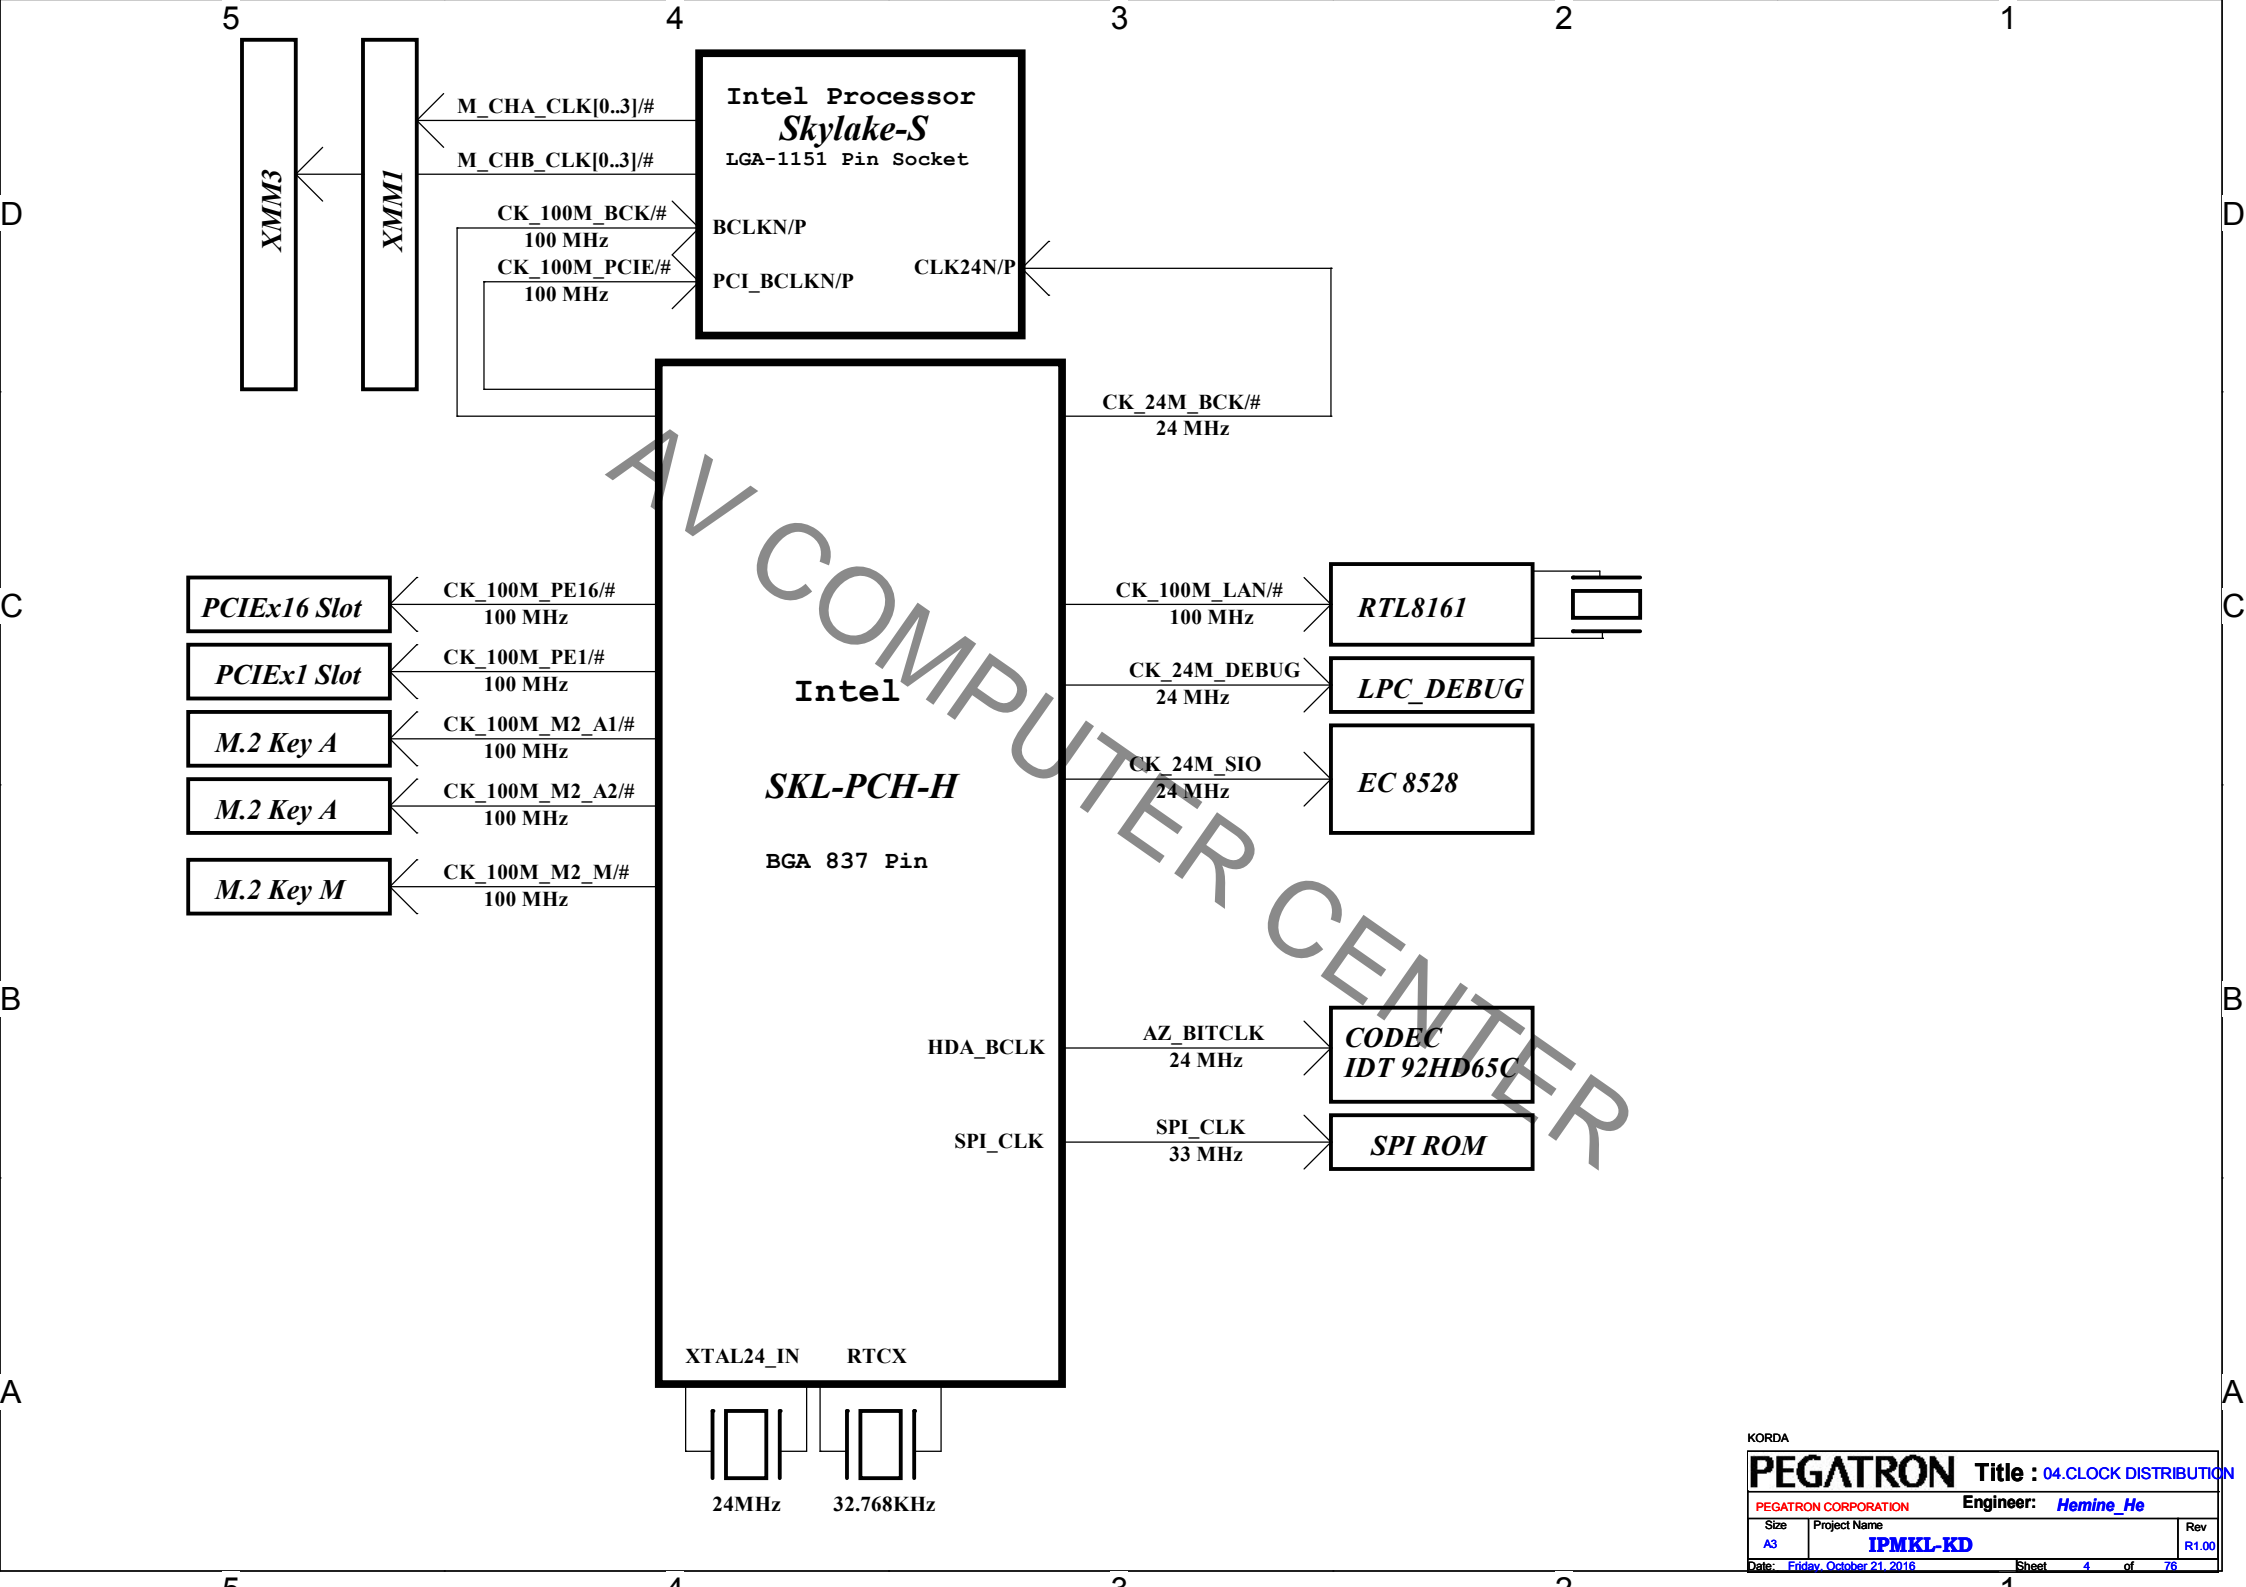 5 4 3 2 1
Intel Processor
Skylake-S
LGA-1151 Pin Socket
M_CHA_CLK[0..3]/#
M_CHB_CLK[0..3]/#
XMM3
XMM1
D
D
CK_100M_BCK/#
100 MHz
BCLKN/P
CK_100M_PCIE/#
100 MHz
PCI_BCLKN/P
CLK24N/P
CK_24M_BCK/#
24 MHz
AV COMPUTER CENTER
C
C
PCIEx16 Slot
CK_100M_PE16/#
100 MHz
PCIEx1 Slot
CK_100M_PE1/#
100 MHz
M.2 Key A
CK_100M_M2_A1/#
100 MHz
M.2 Key A
CK_100M_M2_A2/#
100 MHz
M.2 Key M
CK_100M_M2_M/#
100 MHz
Intel
SKL-PCH-H
BGA 837 Pin
CK_100M_LAN/#
100 MHz
RTL8161
CK_24M_DEBUG
24 MHz
LPC_DEBUG
CK_24M_SIO
24 MHz
EC 8528
B
B
HDA_BCLK
AZ_BITCLK
24 MHz
CODEC
IDT 92HD65C
SPI_CLK
SPI_CLK
33 MHz
SPI ROM
XTAL24_IN
RTCX
A
A
24MHz
32.768KHz
KORDA
PEGATRON
Title : 04.CLOCK DISTRIBUTION
PEGATRON CORPORATION
Engineer: Hemine_He
Size
Project Name
Rev
A3
IPMKL-KD
R1.00
Date: Friday, October 21, 2016
Sheet 4 of 76
5 4 3 2 1